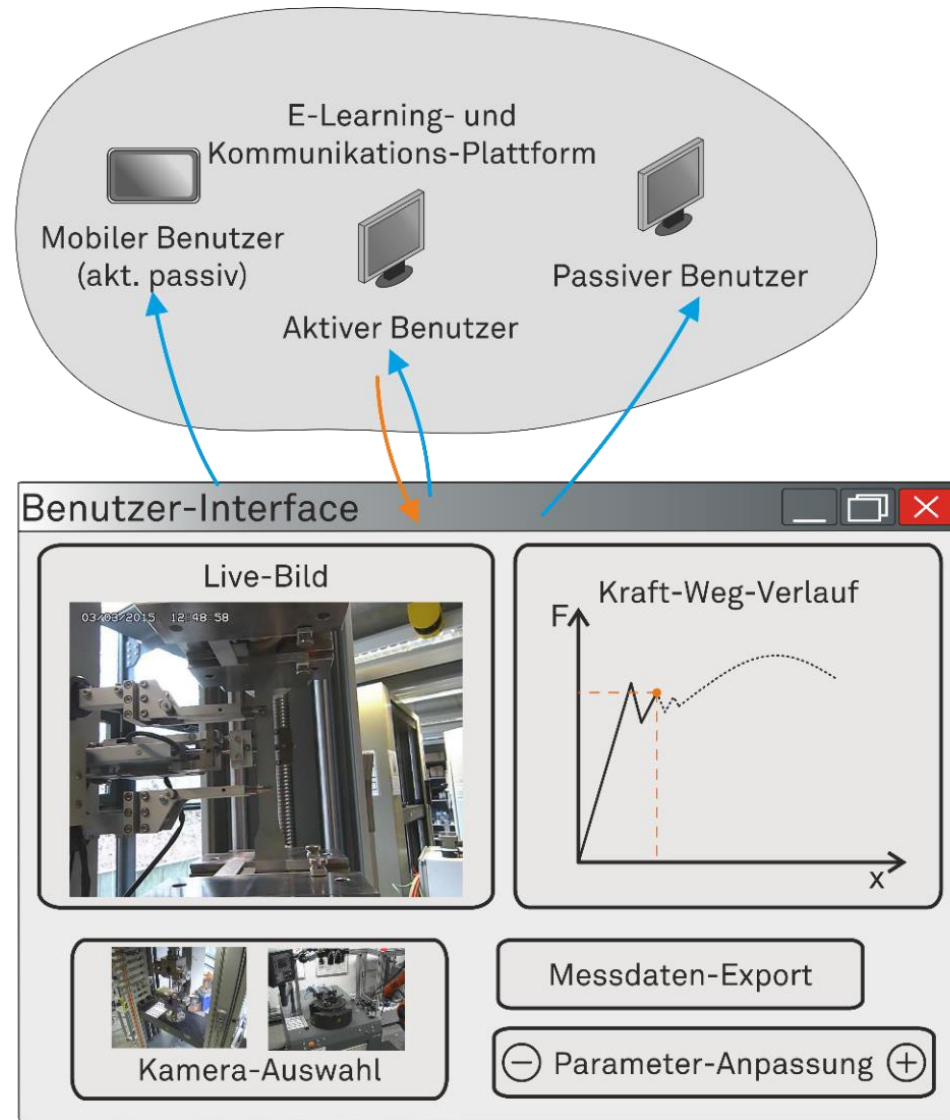 E-Learning- und
Kommunikations-Plattform
Mobiler Benutzer
(akt. passiv)
Aktiver Benutzer
Passiver Benutzer
Benutzer-Interface
Live-Bild
03/03/2015 12:48:58
Kraft-Weg-Verlauf
F
x
Kamera-Auswahl
Messdaten-Export
Parameter-Anpassung